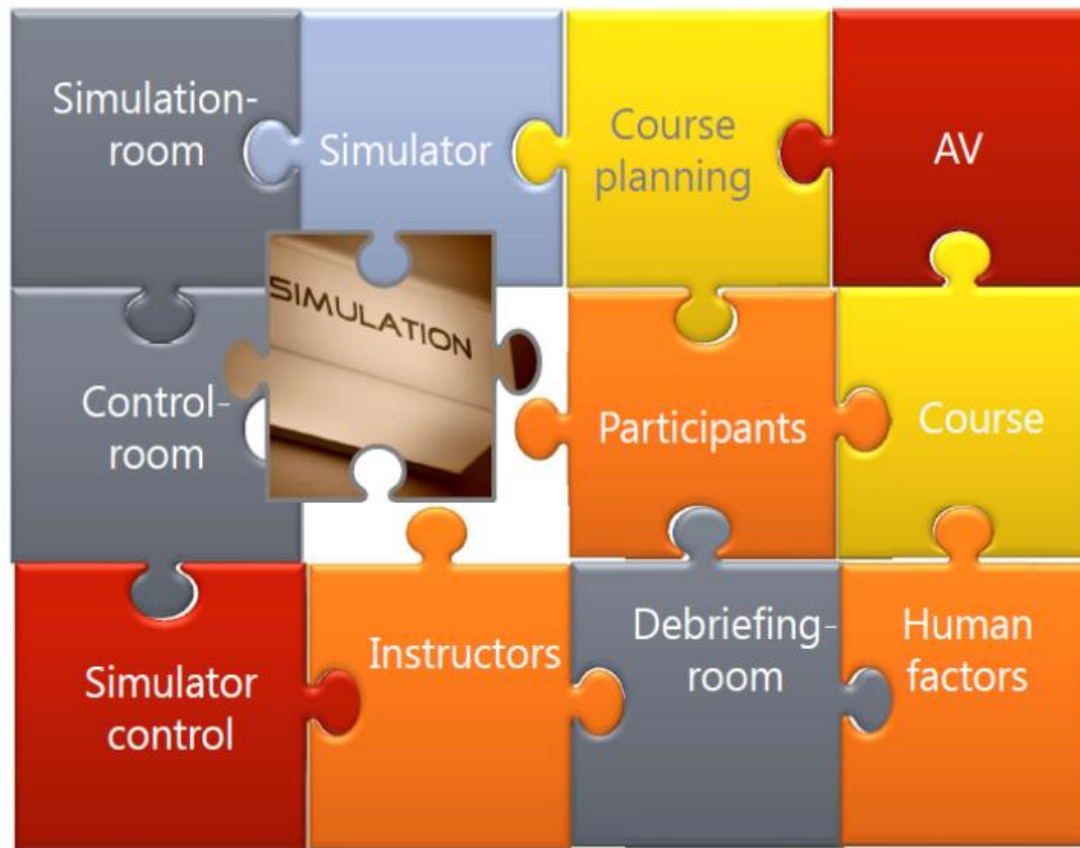 Simulation-
room
Simulator
Course
planning
AV
SIMULATION
Control-
room
Participants
Course
Simulator
control
Instructors
Debriefing-
room
Human
factors